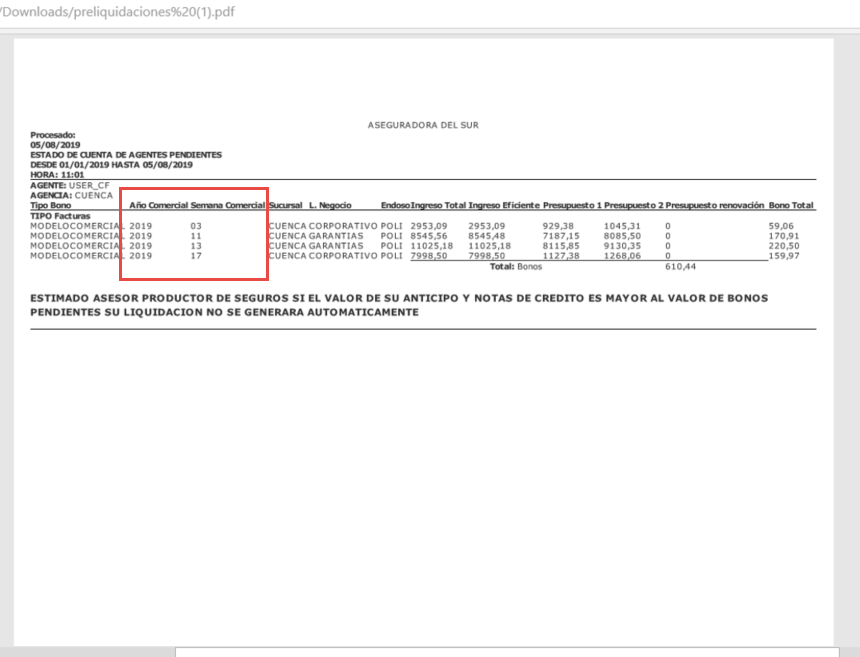 /Downloads/preliquidaciones%20(1).pdf
ASEGURADORA DEL SUR
Procesado:
05/08/2019
ESTADO DE CUENTA DE AGENTES PENDIENTES
DESDE 01/01/2019 HASTA 05/08/2019
HORA: 11:01
AGENTE: USER_CF
AGENCIA: CUENCA
Tipo Bono Año Comercial Semana Comercial Sucursal L. Negocio Endoso Ingreso Total Ingreso Eficiente Presupuesto 1 Presupuesto 2 Presupuesto renovación Bono Total
TIPO Facturas
MODELOCOMERCIAL 2019 03 CUENCA CORPORATIVO POLI 2953,09 2953,09 929,38 1045,31 0 59,06
MODELOCOMERCIAL 2019 11 CUENCA GARANTIAS POLI 8545,56 8545,48 7187,15 8085,50 0 170,91
MODELOCOMERCIAL 2019 13 CUENCA GARANTIAS POLI 11025,18 11025,18 8115,85 9130,35 0 220,50
MODELOCOMERCIAL 2019 17 CUENCA CORPORATIVO POLI 7998,50 7998,50 1127,38 1268,06 0 159,97
Total: Bonos 610,44
ESTIMADO ASESOR PRODUCTOR DE SEGUROS SI EL VALOR DE SU ANTICIPO Y NOTAS DE CREDITO ES MAYOR AL VALOR DE BONOS
PENDIENTES SU LIQUIDACION NO SE GENERARA AUTOMATICAMENTE